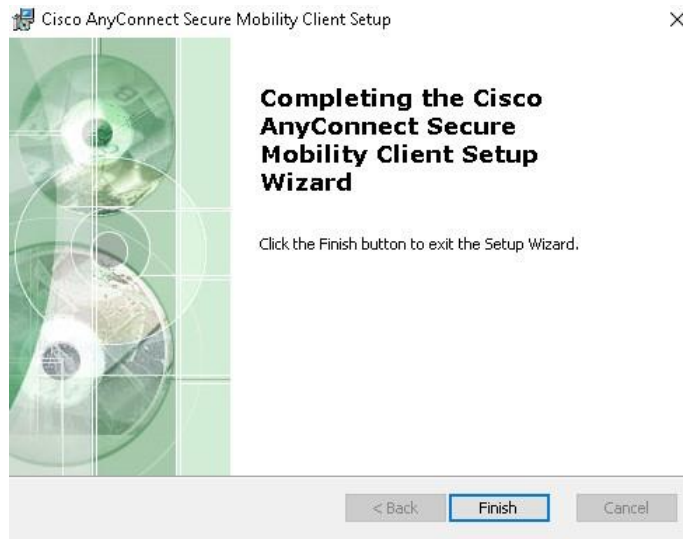 Cisco AnyConnect Secure Mobility Client Setup
Completing the Cisco
AnyConnect Secure
Mobility Client Setup
Wizard
Click the Finish button to exit the Setup Wizard.
< Back
Finish
Cancel